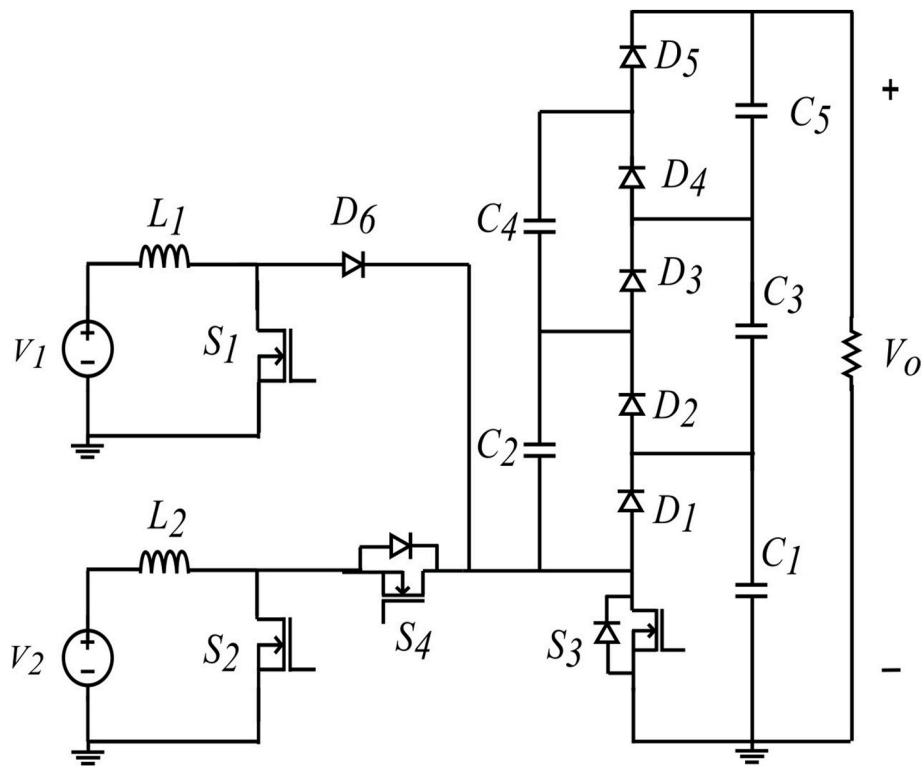 D5
+
C5
D4
C4
L1
D6
D3
C3
S1
V1
+
-
Vo
D2
C2
L2
D1
C1
S4
S3
S2
V2
+
-
-